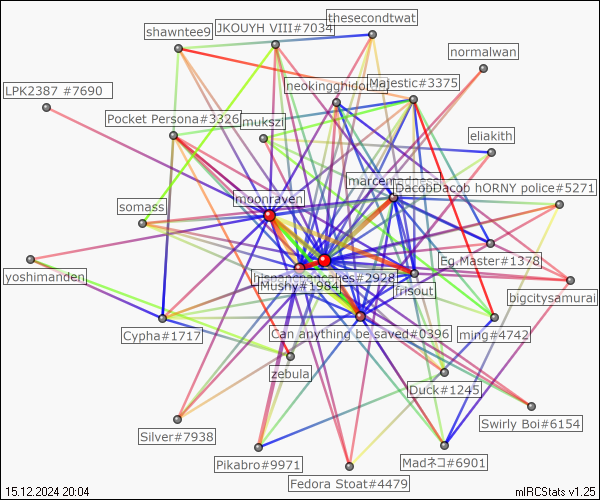 thesecondtwat
shawntee9
JKOUYH VIII#7034
normalwan
neokingghido
Majestic#3375
LPK2387 #7690
Pocket Persona#3326
mukszi
eliakith
marcen
DacobDacob hORNY police#5271
moonraven
somass
Eg.Master#1378
yoshimanden
hispanopancakes#2928
Mushy#1984
frisout
bigcitysamurai
Cypha#1717
Can anything be saved#0396
ming#4742
zebula
Duck#1245
Swirly Boi#6154
Silver#7938
Pikabro#9971
Madネコ#6901
Fedora Stoat#4479
15.12.2024 20:04
mIRCStats v1.25